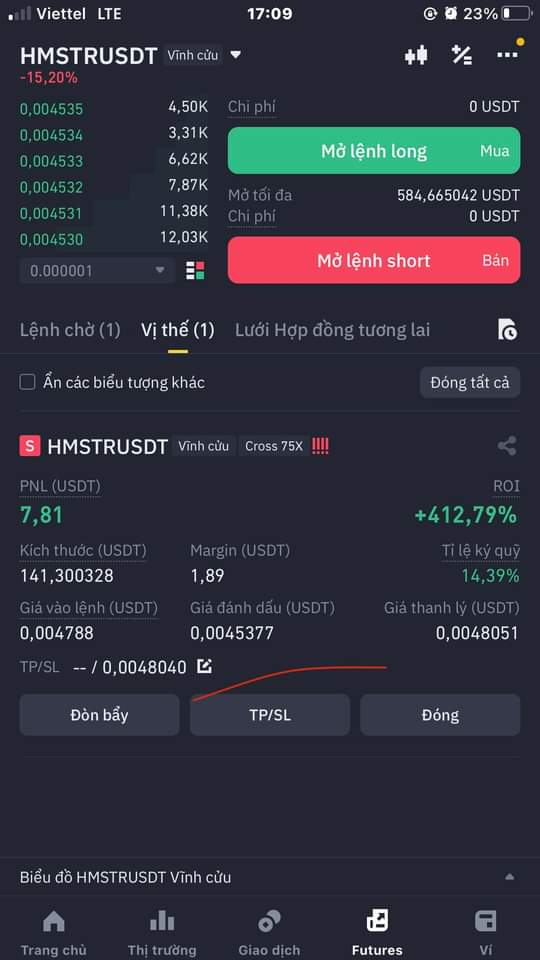 Viettel LTE 17:09 23%
HMSTRUSDT Vĩnh cửu
-15,20%
0,004535 4,50K Chi phí 0 USDT
0,004534 3,31K
0,004533 6,62K Mở lệnh long Mua
0,004532 7,87K
Mở tối đa 584,665042 USDT
0,004531 11,38K Chi phí 0 USDT
0,004530 12,03K
0.000001 Mở lệnh short Bán
Lệnh chờ (1) Vị thế (1) Lưới Hợp đồng tương lai
Ẩn các biểu tượng khác Đóng tất cả
S HMSTRUSDT Vĩnh cửu Cross 75X !!!!
PNL (USDT) ROI
7,81 +412,79%
Kích thước (USDT) Margin (USDT) Tỉ lệ ký quỹ
141,300328 1,89 14,39%
Giá vào lệnh (USDT) Giá đánh dấu (USDT) Giá thanh lý (USDT)
0,004788 0,0045377 0,0048051
TP/SL -- / 0,0048040
Đòn bẩy TP/SL Đóng
Biểu đồ HMSTRUSDT Vĩnh cửu
Trang chủ Thị trường Giao dịch Futures Ví